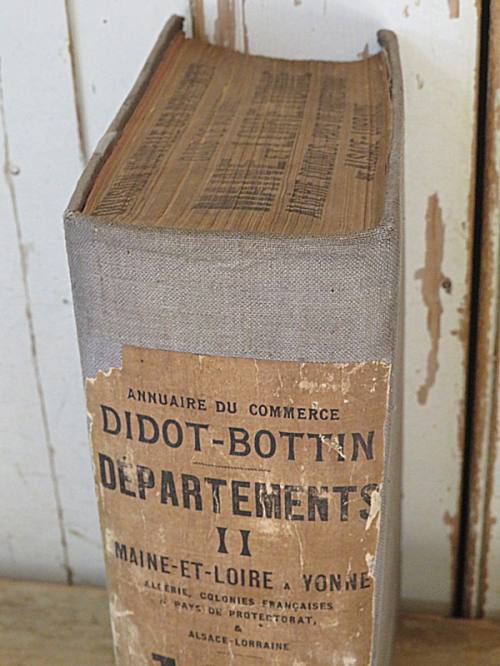 ANNUAIRE DU COMMERCE
DIDOT-BOTTIN
DÉPARTEMENTS
II
MAINE-ET-LOIRE A YONNE
ALGÉRIE, COLONIES FRANÇAISES
PAYS DE PROTECTORAT,
&
ALSACE-LORRAINE